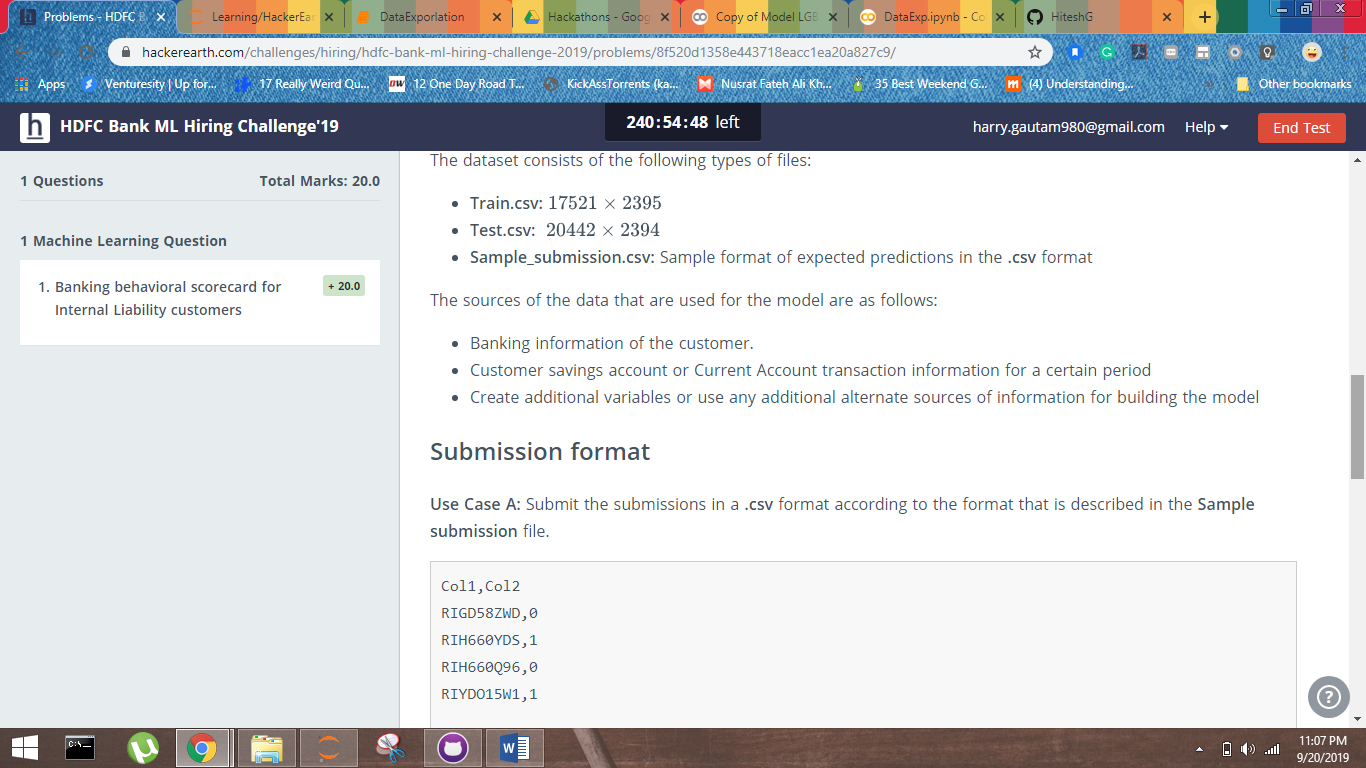 Problems - HDFC B
Learning/HackerEar
DataExporlation
Hackathons - Goog
Copy of Model LGB
DataExp.ipynb - Co
HiteshG
hackerearth.com/challenges/hiring/hdfc-bank-ml-hiring-challenge-2019/problems/8f520d1358e443718eacc1ea20a827c9/
Apps
Venturesity | Up for...
17 Really Weird Qu...
DW 12 One Day Road T...
KickAssTorrents (ka...
Nusrat Fateh Ali Kh...
35 Best Weekend G...
(4) Understanding...
Other bookmarks
h HDFC Bank ML Hiring Challenge'19
240:54:48 left
harry.gautam980@gmail.com
Help
End Test
1 Questions
Total Marks: 20.0
1 Machine Learning Question
1. Banking behavioral scorecard for
Internal Liability customers
+ 20.0
The dataset consists of the following types of files:
• Train.csv: 17521 × 2395
• Test.csv: 20442 × 2394
• Sample_submission.csv: Sample format of expected predictions in the .csv format
The sources of the data that are used for the model are as follows:
• Banking information of the customer.
• Customer savings account or Current Account transaction information for a certain period
• Create additional variables or use any additional alternate sources of information for building the model
Submission format
Use Case A: Submit the submissions in a .csv format according to the format that is described in the Sample
submission file.
Col1,Col2
RIGD58ZWD,0
RIH660YDS,1
RIH660Q96,0
RIYDO15W1,1
?
11:07 PM
9/20/2019